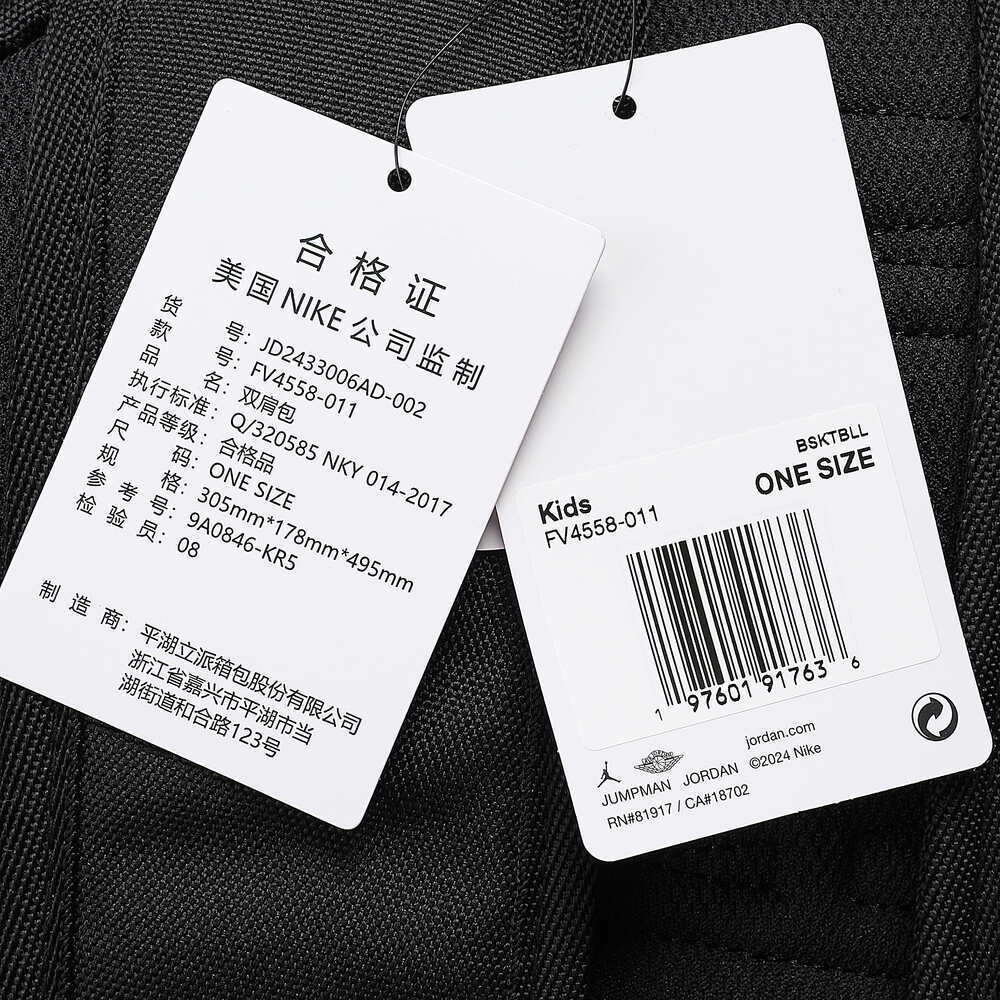 合格证
美国 NIKE 公司监制
货号：JD2433006AD-002
款号：FV4558-011
品名：双肩包
执行标准：Q/320585 NKY 014-2017
产品等级：合格品
尺码：ONE SIZE
规格：305mm*178mm*495mm
参考号：9A0846-KR5
检验员：08
制造商：平湖立派箱包股份有限公司
浙江省嘉兴市平湖市当
湖街道和合路123号
BSKTBLL
Kids ONE SIZE
FV4558-011
1 97601 91763 6
jordan.com
JUMPMAN JORDAN ©2024 Nike
RN#81917 / CA#18702